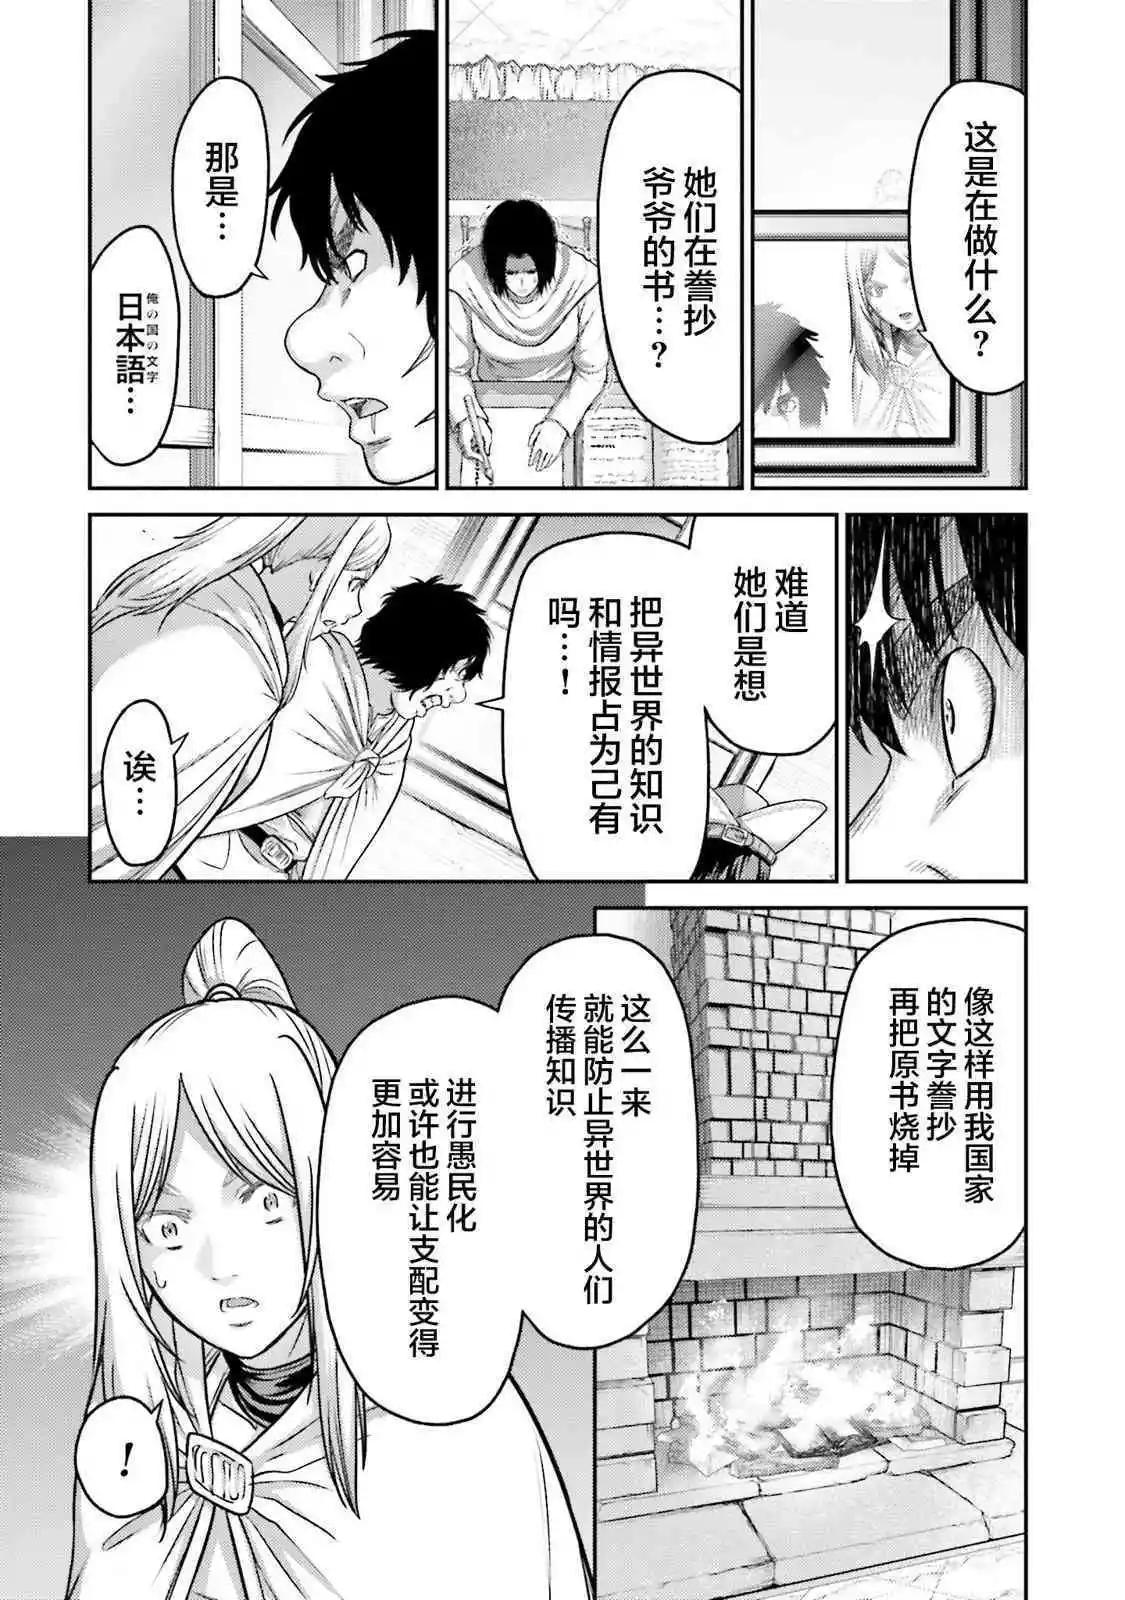 这是在做什么？
她们在誊抄
爷爷的书…？
那是…
俺の国の文字
日本語…
难道
她们是想
把异世界的知识
和情报占为己有
吗…！
诶…
像这样用我国家
的文字誊抄
再把原书烧掉
这么一来
就能防止异世界的人们
传播知识
进行愚民化
或许也能让支配变得
更加容易
！